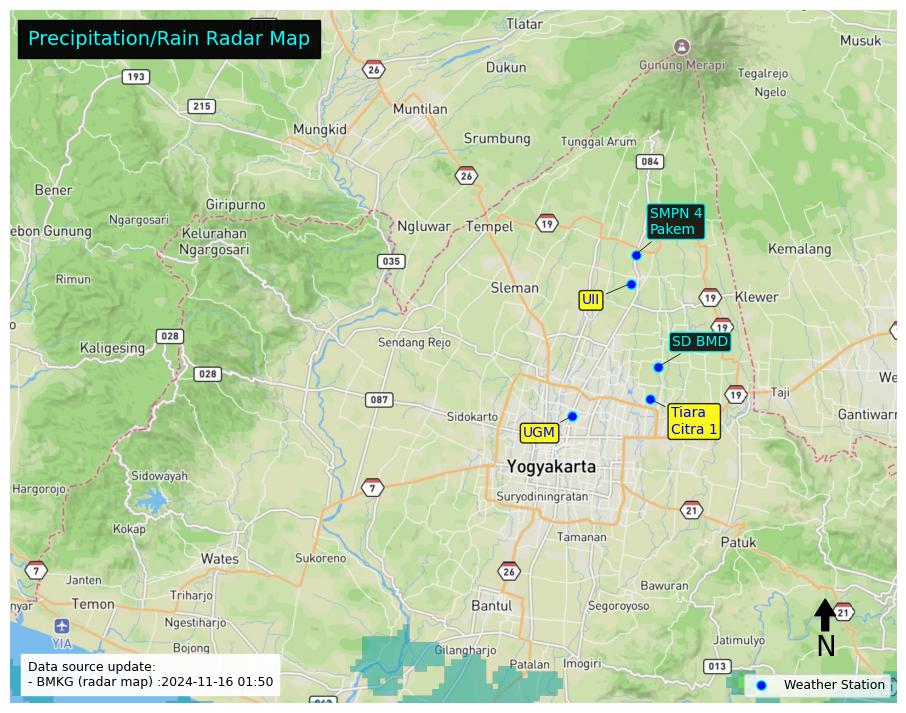 Precipitation/Rain Radar Map
Tlatar
Musuk
26
Dukun
Gunung Merapi
Tegalrejo
193
Ngelo
215
Muntilan
Mungkid
Srumbung
Tunggal Arum
084
26
Bener
Giripurno
SMPN 4
Pakem
Ngargosari
19
ebon Gunung
Kelurahan
Ngargosari
Ngluwar
Tempel
Kemalang
035
Rimun
Sleman
UII
19
Klewer
19
028
Sendang Rejo
SD BMD
Kaligesing
028
We
087
19
Taji
Tiara
Citra 1
Gantiwarn
Sidokarto
UGM
Yogyakarta
Sidowayah
Hargorojo
7
Suryodiningratan
21
Kokap
Tamanan
Patuk
Wates
Sukoreno
7
26
Janten
Bawuran
Triharjo
nyar
Temon
Bantul
Segoroyoso
21
Ngestiharjo
YIA
N
Jatimulyo
Bojong
Gilangharjo
Patalan
Imogiri
013
Data source update:
- BMKG (radar map) :2024-11-16 01:50
Weather Station